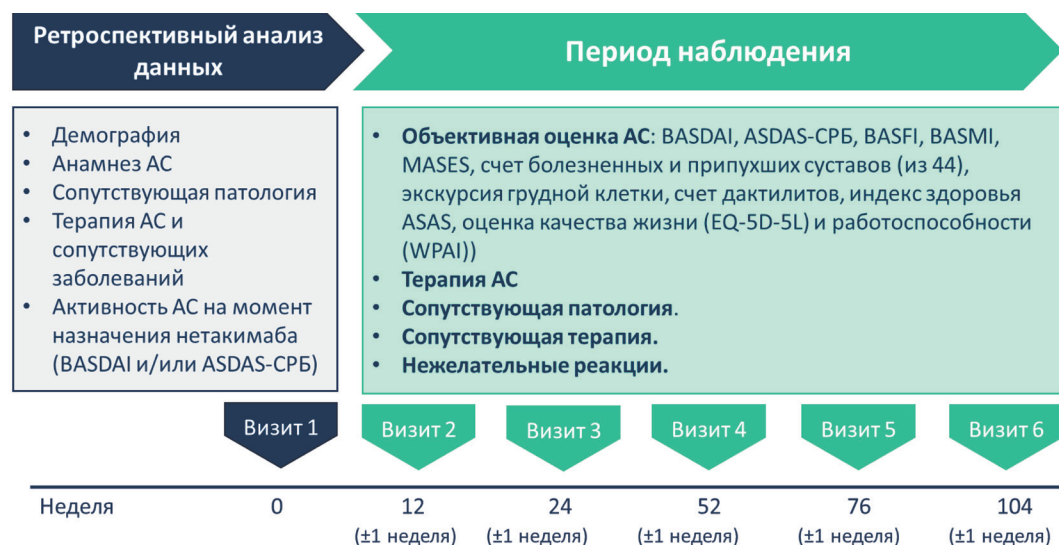 Ретроспективный анализ
данных
Период наблюдения
• Демография
• Анамнез АС
• Сопутствующая патология
• Терапия АС и
сопутствующих
заболеваний
• Активность АС на момент
назначения нетакимаба
(BASDAI и/или ASDAS-СРБ)
• Объективная оценка АС: BASDAI, ASDAS-СРБ, BASFI, BASMI,
MASES, счет болезненных и припухших суставов (из 44),
экскурсия грудной клетки, счет дактилитов, индекс здоровья
ASAS, оценка качества жизни (EQ-5D-5L) и работоспособности
(WPAI))
• Терапия АС
• Сопутствующая патология.
• Сопутствующая терапия.
• Нежелательные реакции.
Визит 1 Визит 2 Визит 3 Визит 4 Визит 5 Визит 6
Неделя 0 12 24 52 76 104
(±1 неделя) (±1 неделя) (±1 неделя) (±1 неделя) (±1 неделя)